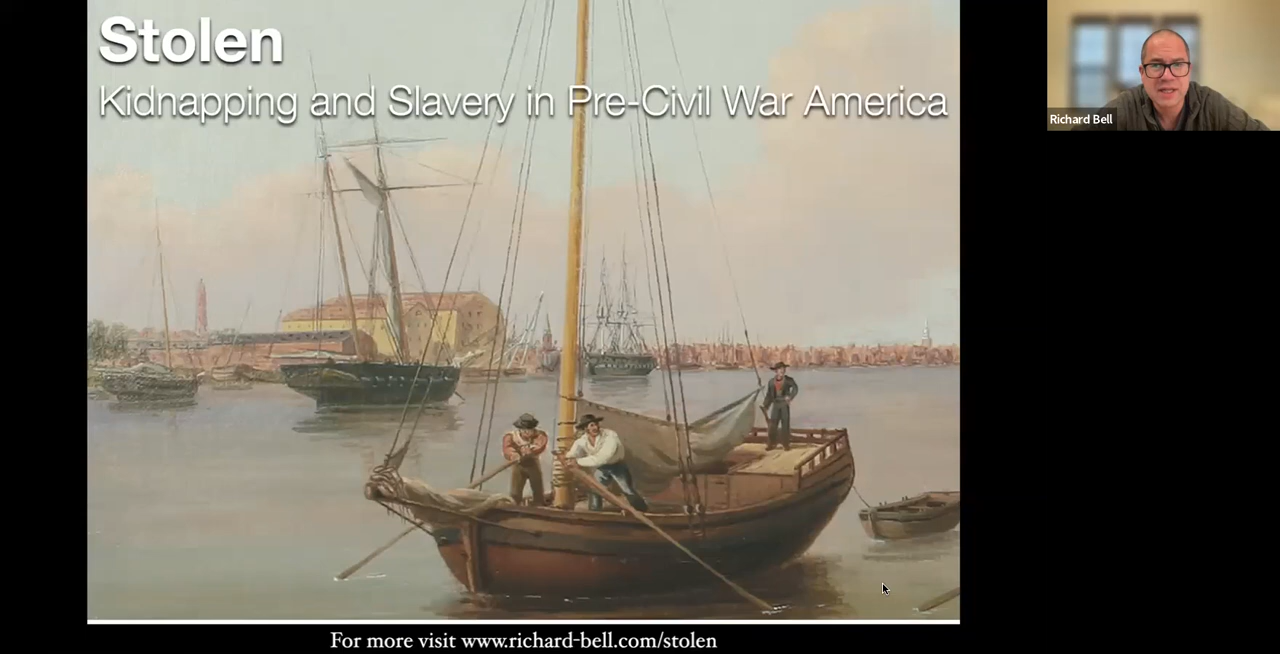 Stolen
Kidnapping and Slavery in Pre-Civil War America
Richard Bell
For more visit www.richard-bell.com/stolen